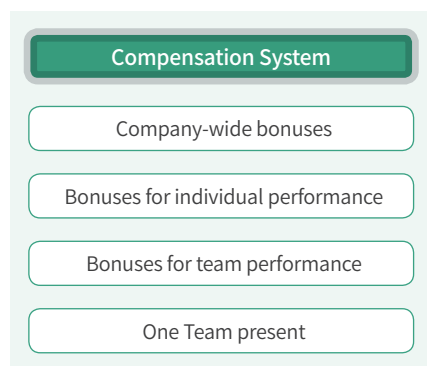 Compensation System
Company-wide bonuses
Bonuses for individual performance
Bonuses for team performance
One Team present